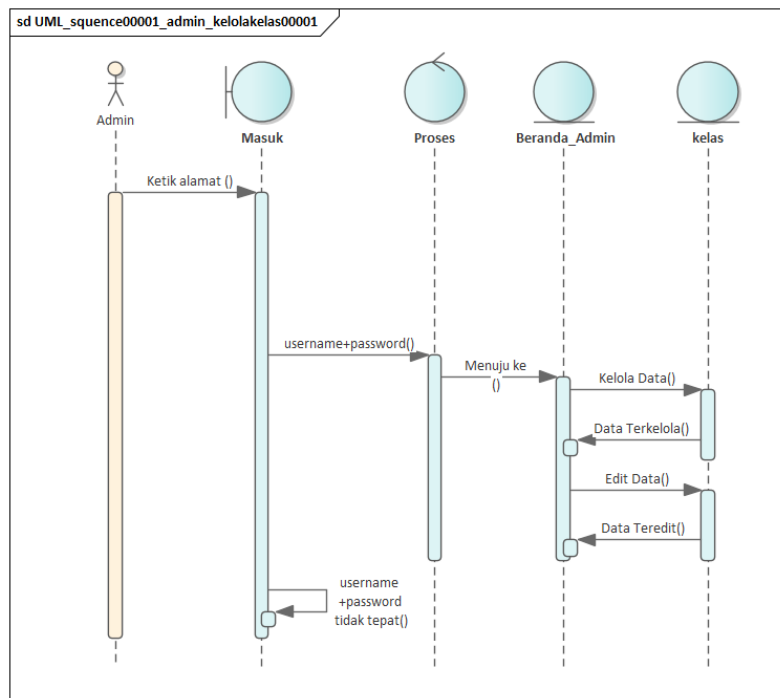 sd UML_squence00001_admin_kelolakelas00001
Admin
Masuk
Proses
Beranda_Admin
kelas
Ketik alamat ()
username+password()
Menuju ke
()
Kelola Data()
Data Terkelola()
Edit Data()
Data Teredit()
username
+password
tidak tepat()